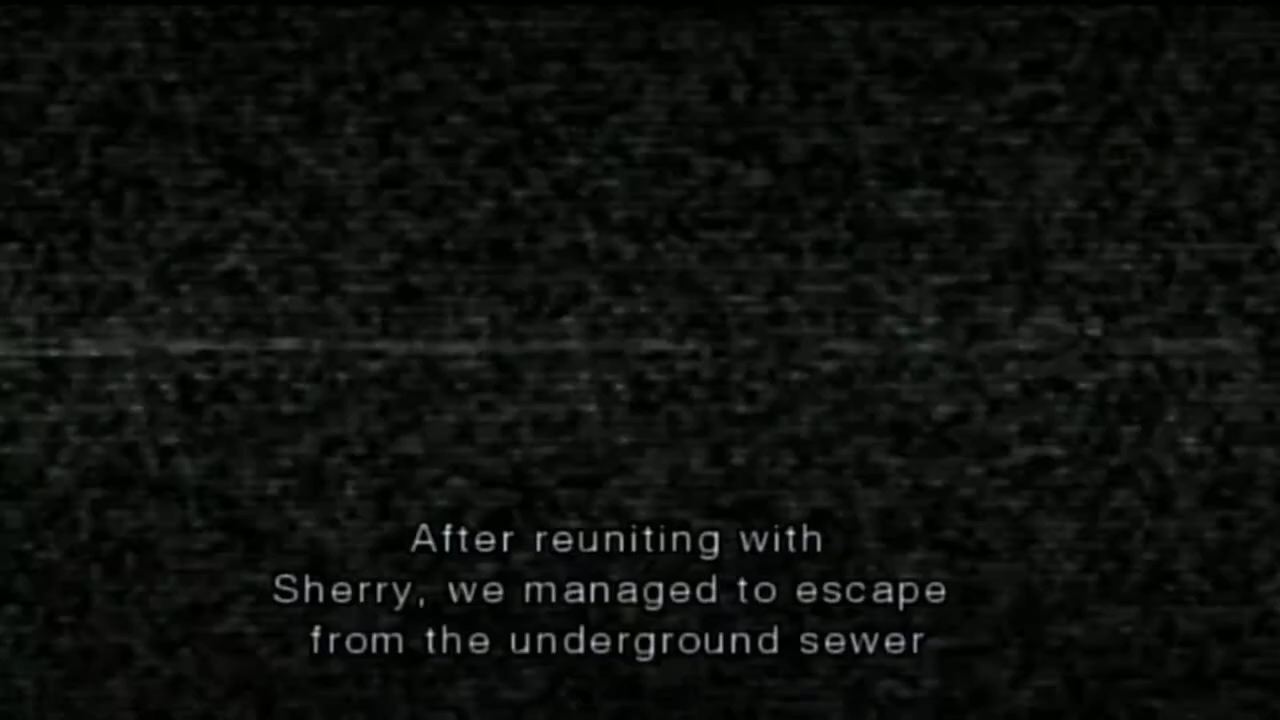 After reuniting with
Sherry, we managed to escape
from the underground sewer